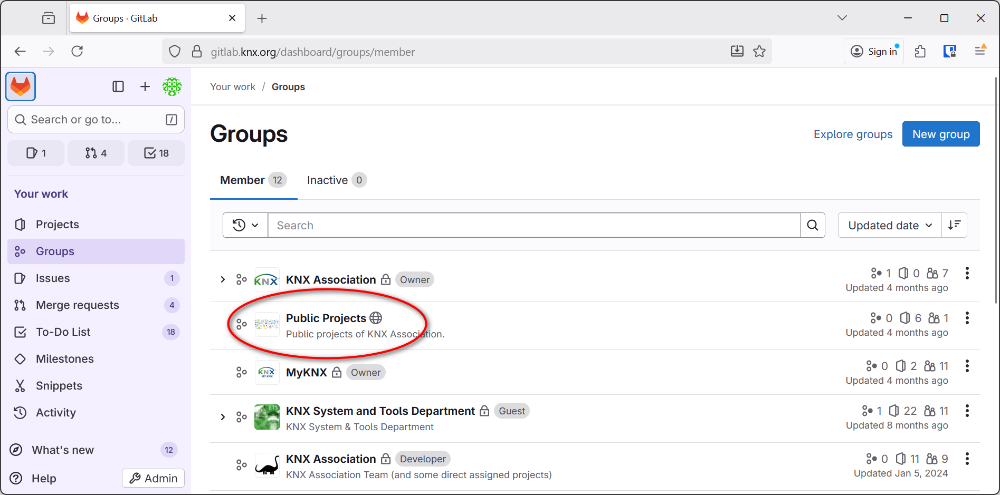 Groups · GitLab
gitlab.knx.org/dashboard/groups/member
Sign in
Your work / Groups
Search or go to...
/
1
4
18
Groups
Explore groups
New group
Member 12
Inactive 0
Your work
Projects
Groups
Issues 1
Merge requests 4
To-Do List 18
Milestones
Snippets
Activity
What's new 12
Help
Admin
Search
Updated date
KNX
KNX Association Owner
1 0 7
Updated 4 months ago
Public Projects
Public projects of KNX Association.
0 6 1
Updated 4 months ago
KNX
MY KNX
MyKNX Owner
0 2 11
Updated 4 months ago
ETS
KNX System and Tools Department Guest
KNX System & Tools Department
1 22 11
Updated 8 months ago
KNX Association Developer
KNX Association Team (and some direct assigned projects)
0 11 9
Updated Jan 5, 2024